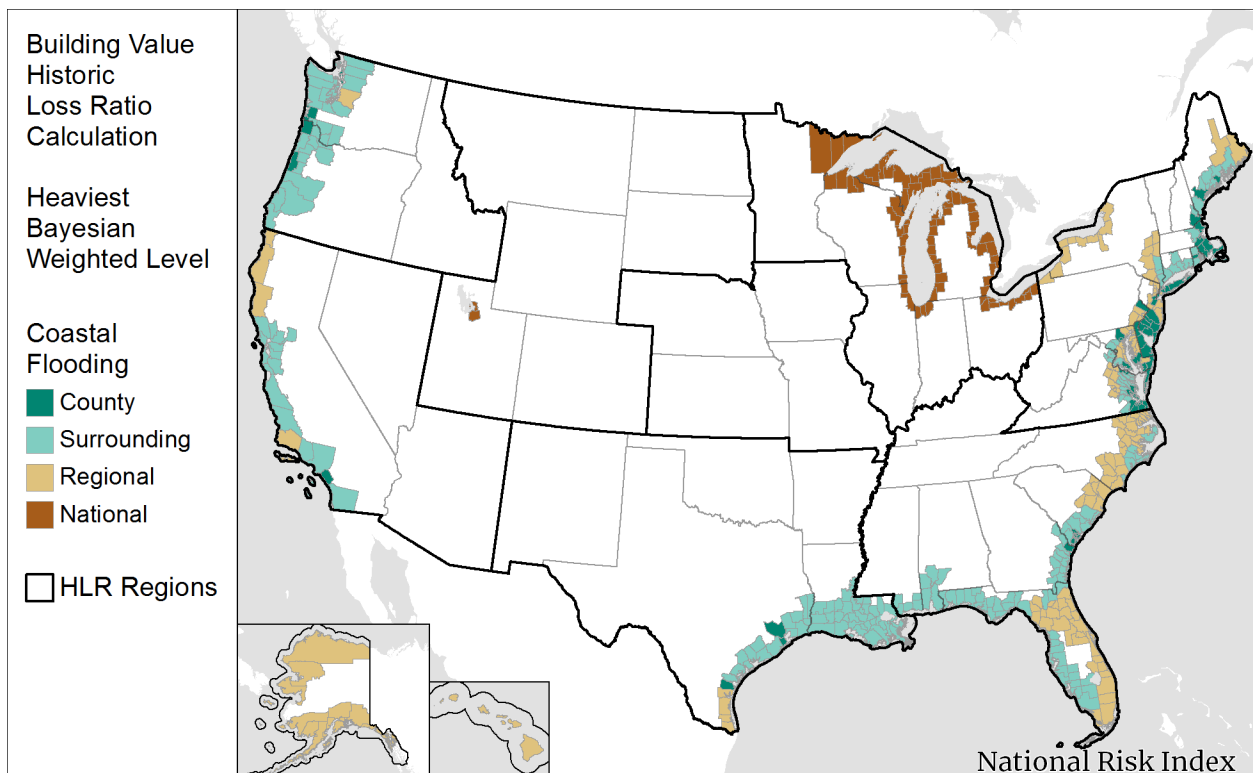 Building Value
Historic
Loss Ratio
Calculation
Heaviest
Bayesian
Weighted Level
Coastal
Flooding
County
Surrounding
Regional
National
HLR Regions
National Risk Index